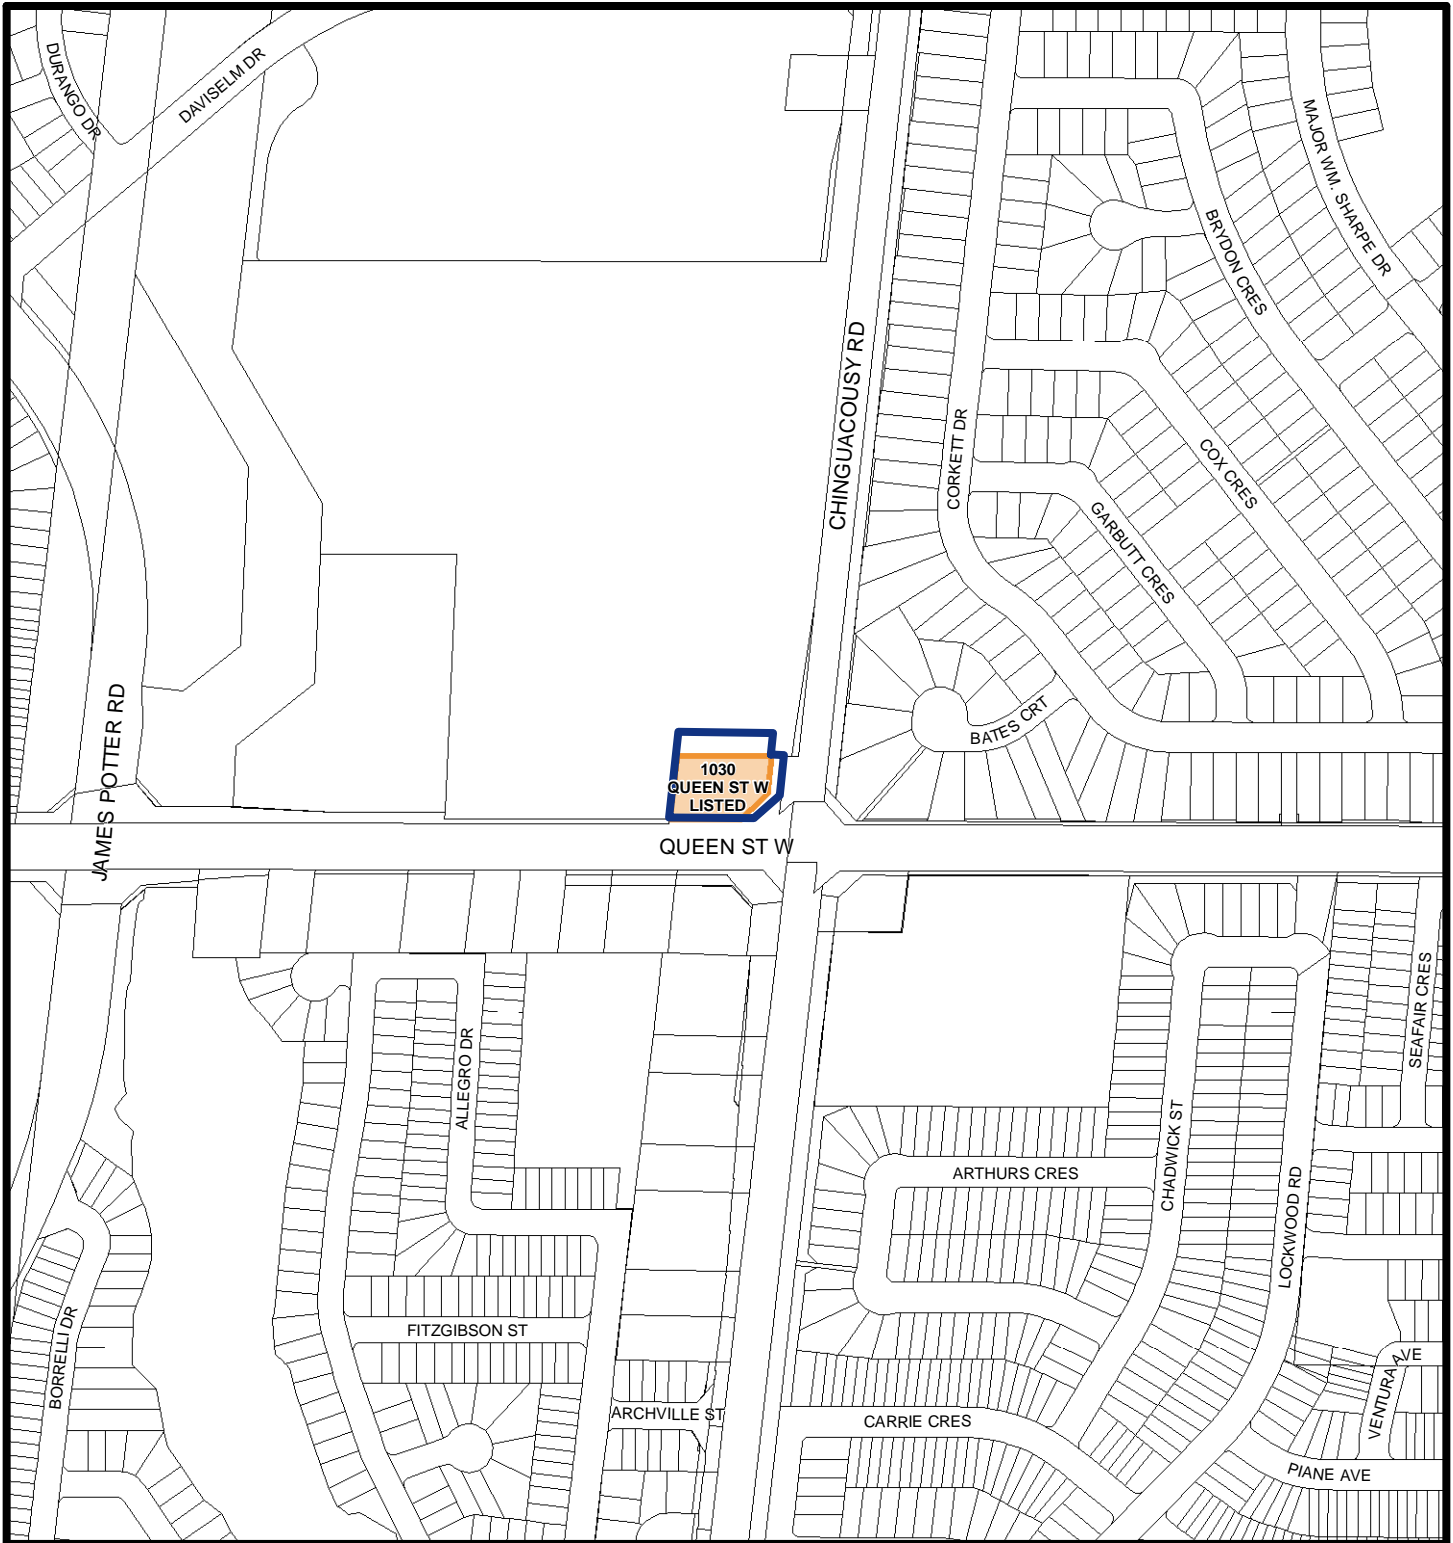 DURANGO DR
DAVISELM DR
MAJOR WM. SHARPE DR
BRYDON CRES
CHINGUACOUSY RD
CORKETT DR
COX CRES
GARBUTT CRES
JAMES POTTER RD
BATES CRT
1030
QUEEN ST W
LISTED
QUEEN ST W
SEAFAIR CRES
ALLEGRO DR
CHADWICK ST
ARTHURS CRES
LOCKWOOD RD
BORRELLI DR
FITZGIBSON ST
VENTURA AVE
ARCHVILLE ST
CARRIE CRES
PIANE AVE